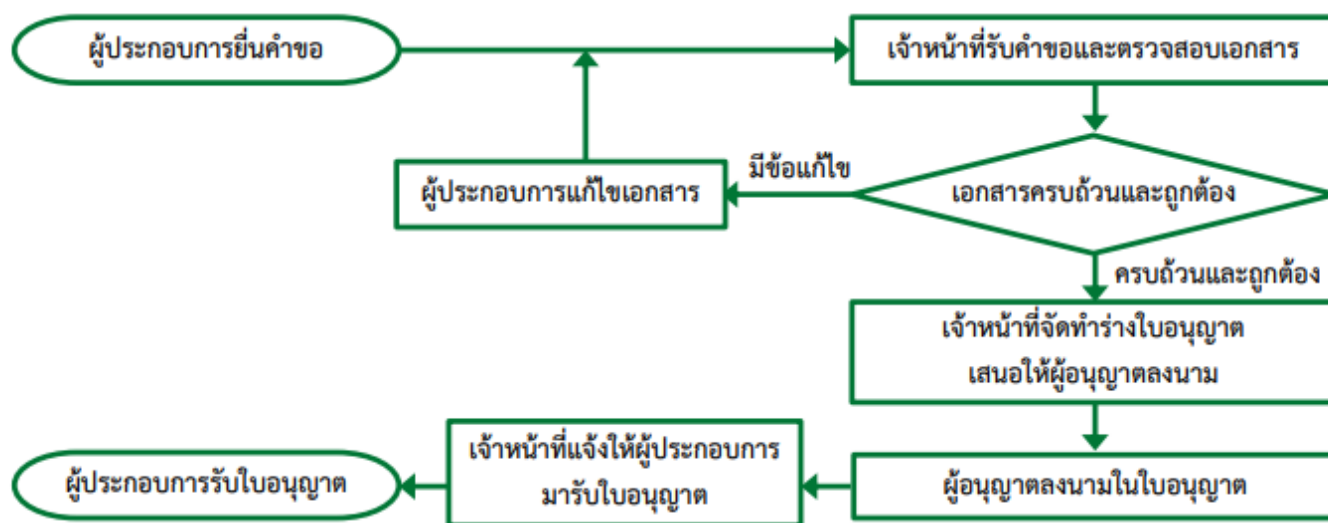 ผู้ประกอบการยื่นคำขอ
เจ้าหน้าที่รับคำขอและตรวจสอบเอกสาร
มีข้อแก้ไข
ผู้ประกอบการแก้ไขเอกสาร
เอกสารครบถ้วนและถูกต้อง
ครบถ้วนและถูกต้อง
เจ้าหน้าที่จัดทำร่างใบอนุญาต
เสนอให้ผู้อนุญาตลงนาม
ผู้อนุญาตลงนามในใบอนุญาต
เจ้าหน้าที่แจ้งให้ผู้ประกอบการ
มารับใบอนุญาต
ผู้ประกอบการรับใบอนุญาต